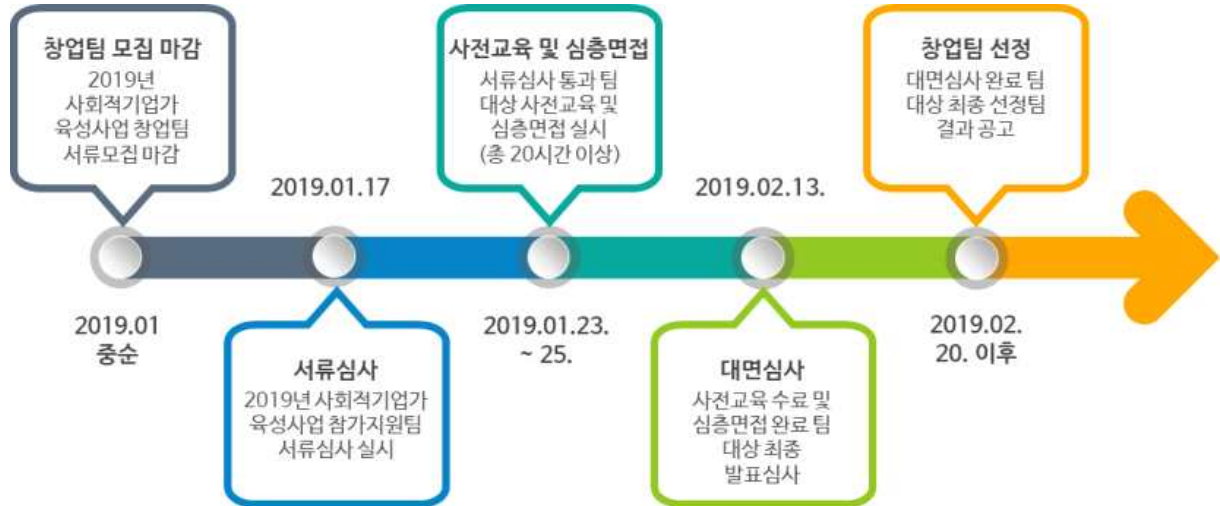 창업팀 모집 마감
2019년
사회적기업가
육성사업 창업팀
서류모집 마감
2019.01
중순
2019.01.17
서류심사
2019년 사회적기업가
육성사업 참가지원팀
서류심사 실시
사전교육 및 심층면접
서류심사 통과 팀
대상 사전교육 및
심층면접 실시
(총 20시간 이상)
2019.01.23.
~ 25.
2019.02.13.
대면심사
사전교육 수료 및
심층면접 완료 팀
대상 최종
발표심사
창업팀 선정
대면심사 완료 팀
대상 최종 선정팀
결과 공고
2019.02.
20. 이후